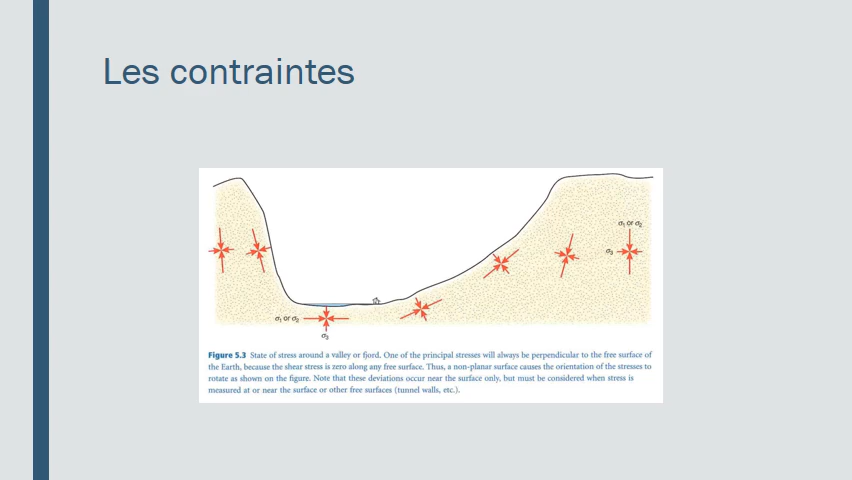 Les contraintes
σ₁ or σ₂
σ₃
σ₁ or σ₂
σ₃
Figure 5.3 State of stress around a valley or fjord. One of the principal stresses will always be perpendicular to the free surface of
the Earth, because the shear stress is zero along any free surface. Thus, a non-planar surface causes the orientation of the stresses to
rotate as shown on the figure. Note that these deviations occur near the surface only, but must be considered when stress is
measured at or near the surface or other free surfaces (tunnel walls, etc.).